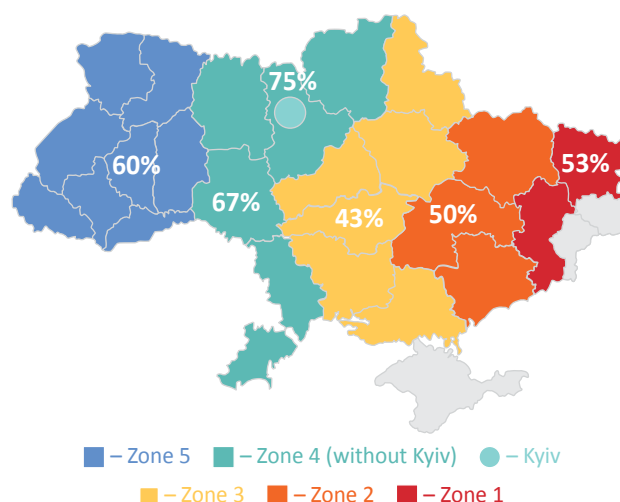 75%
60%
53%
67%
43%
50%
– Zone 5
– Zone 4 (without Kyiv)
– Kyiv
– Zone 3
– Zone 2
– Zone 1